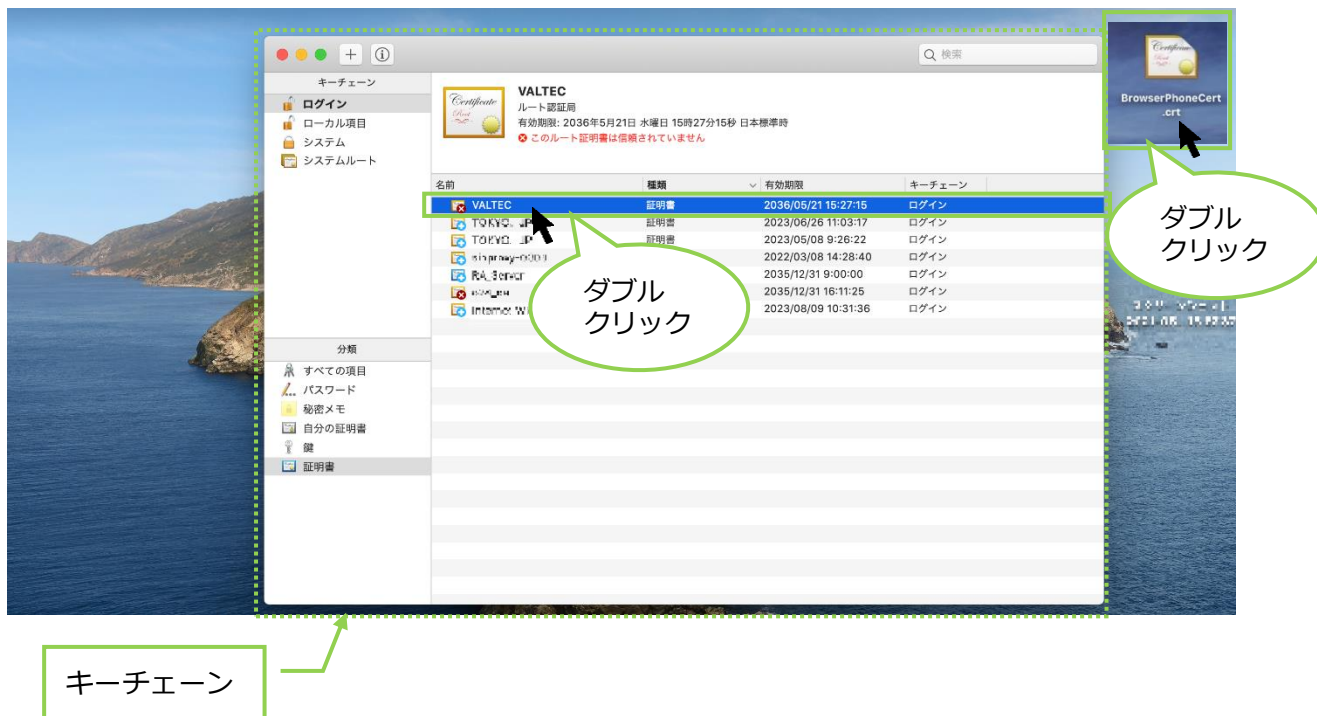 検索
キーチェーン
ログイン
ローカル項目
システム
システムルート
VALTEC
ルート認証局
有効期限: 2036年5月21日 水曜日 15時27分15秒 日本標準時
このルート証明書は信頼されていません
BrowserPhoneCert
.crt
ダブル
クリック
名前 種類 有効期限 キーチェーン
VALTEC 証明書 2036/05/21 15:27:15 ログイン
証明書 2023/06/26 11:03:17 ログイン
証明書 2023/05/08 9:26:22 ログイン
2022/03/08 14:28:40 ログイン
2035/12/31 9:00:00 ログイン
2035/12/31 16:11:25 ログイン
2023/08/09 10:31:36 ログイン
ダブル
クリック
分類
すべての項目
パスワード
秘密メモ
自分の証明書
鍵
証明書
キーチェーン